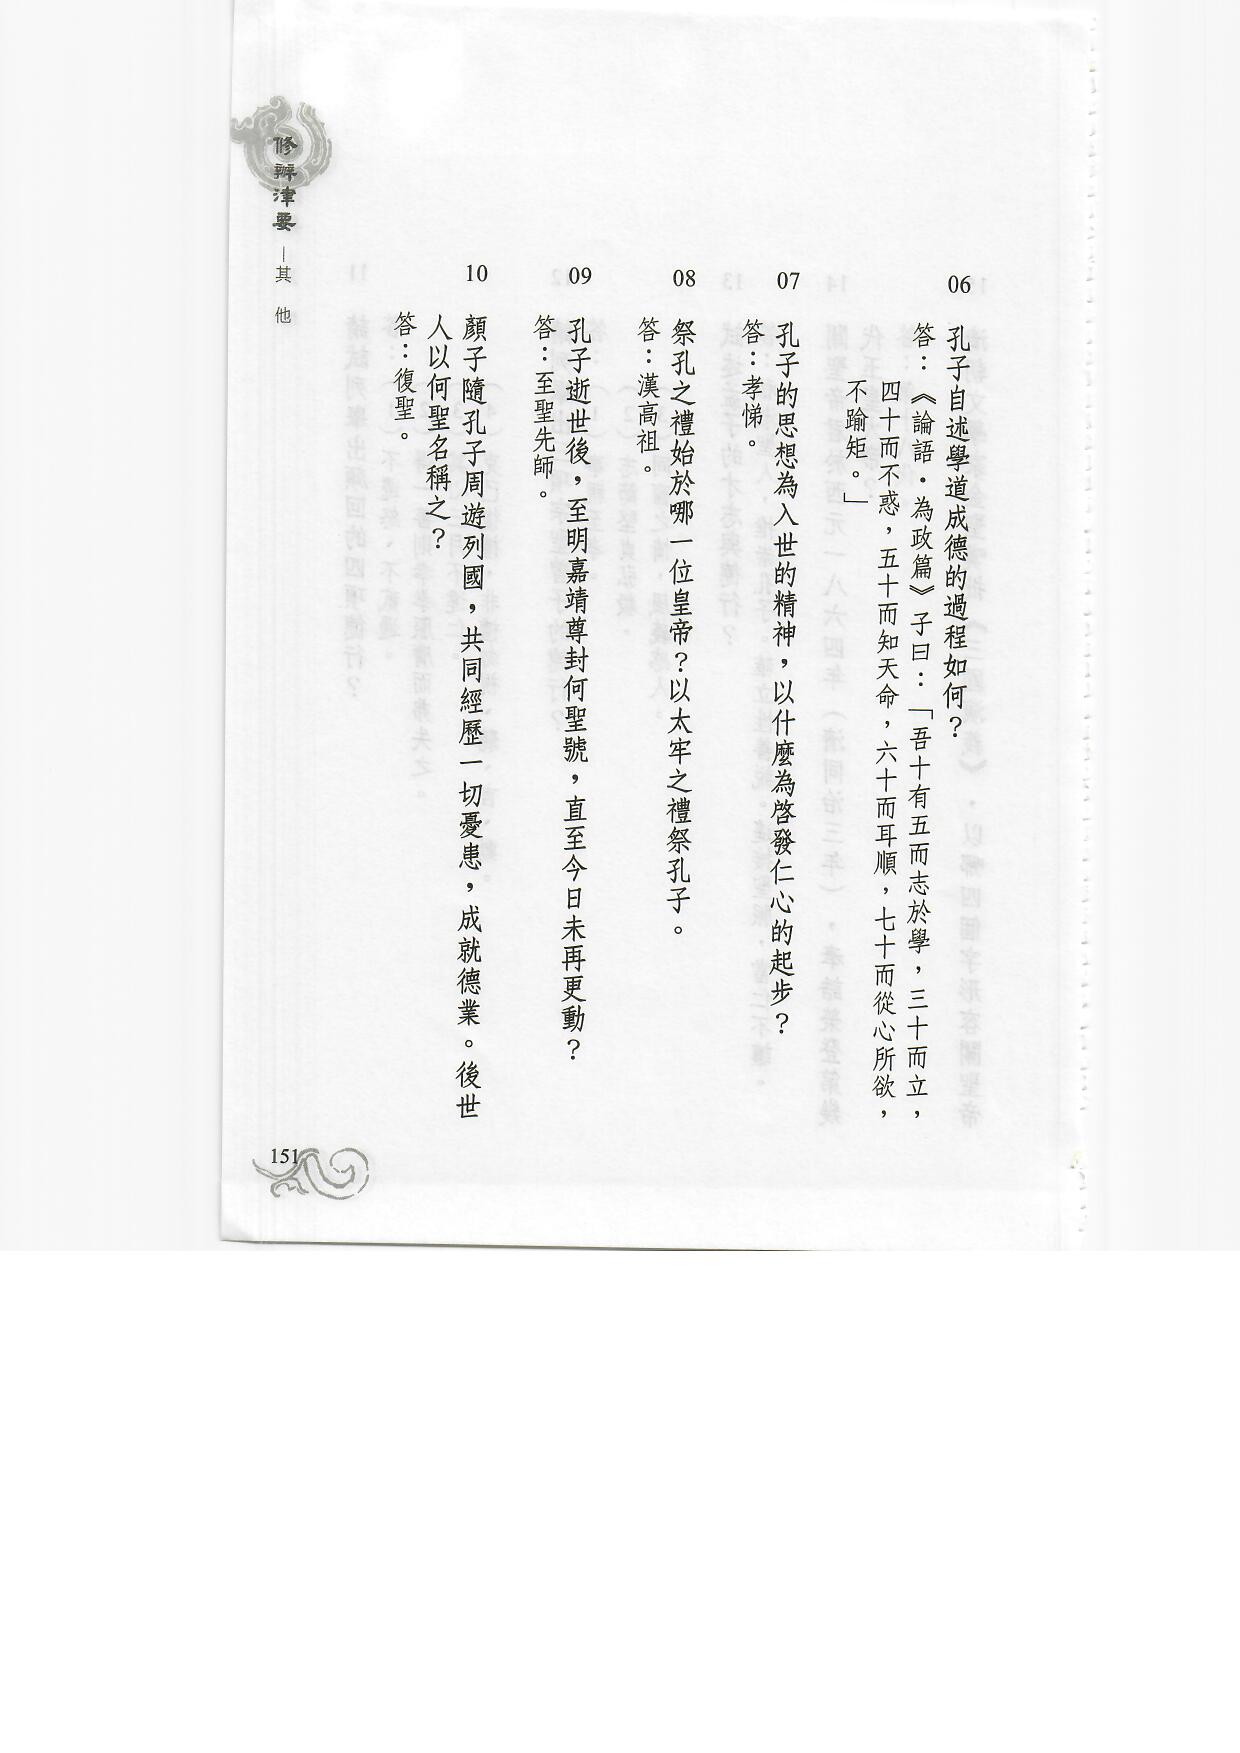 06 孔子自述學道成德的過程如何？
答：《論語・為政篇》子曰：「吾十有五而志於學，三十而立，
四十而不惑，五十而知天命，六十而耳順，七十而從心所欲，
不踰矩。」
07 孔子的思想為入世的精神，以什麼為啓發仁心的起步？
答：孝悌。
08 祭孔之禮始於哪一位皇帝？以太牢之禮祭孔子。
答：漢高祖。
09 孔子逝世後，至明嘉靖尊封何聖號，直至今日未再更動？
答：至聖先師。
10 顏子隨孔子周遊列國，共同經歷一切憂患，成就德業。後世
人以何聖名稱之？
答：復聖。
修辦津要－其他
151